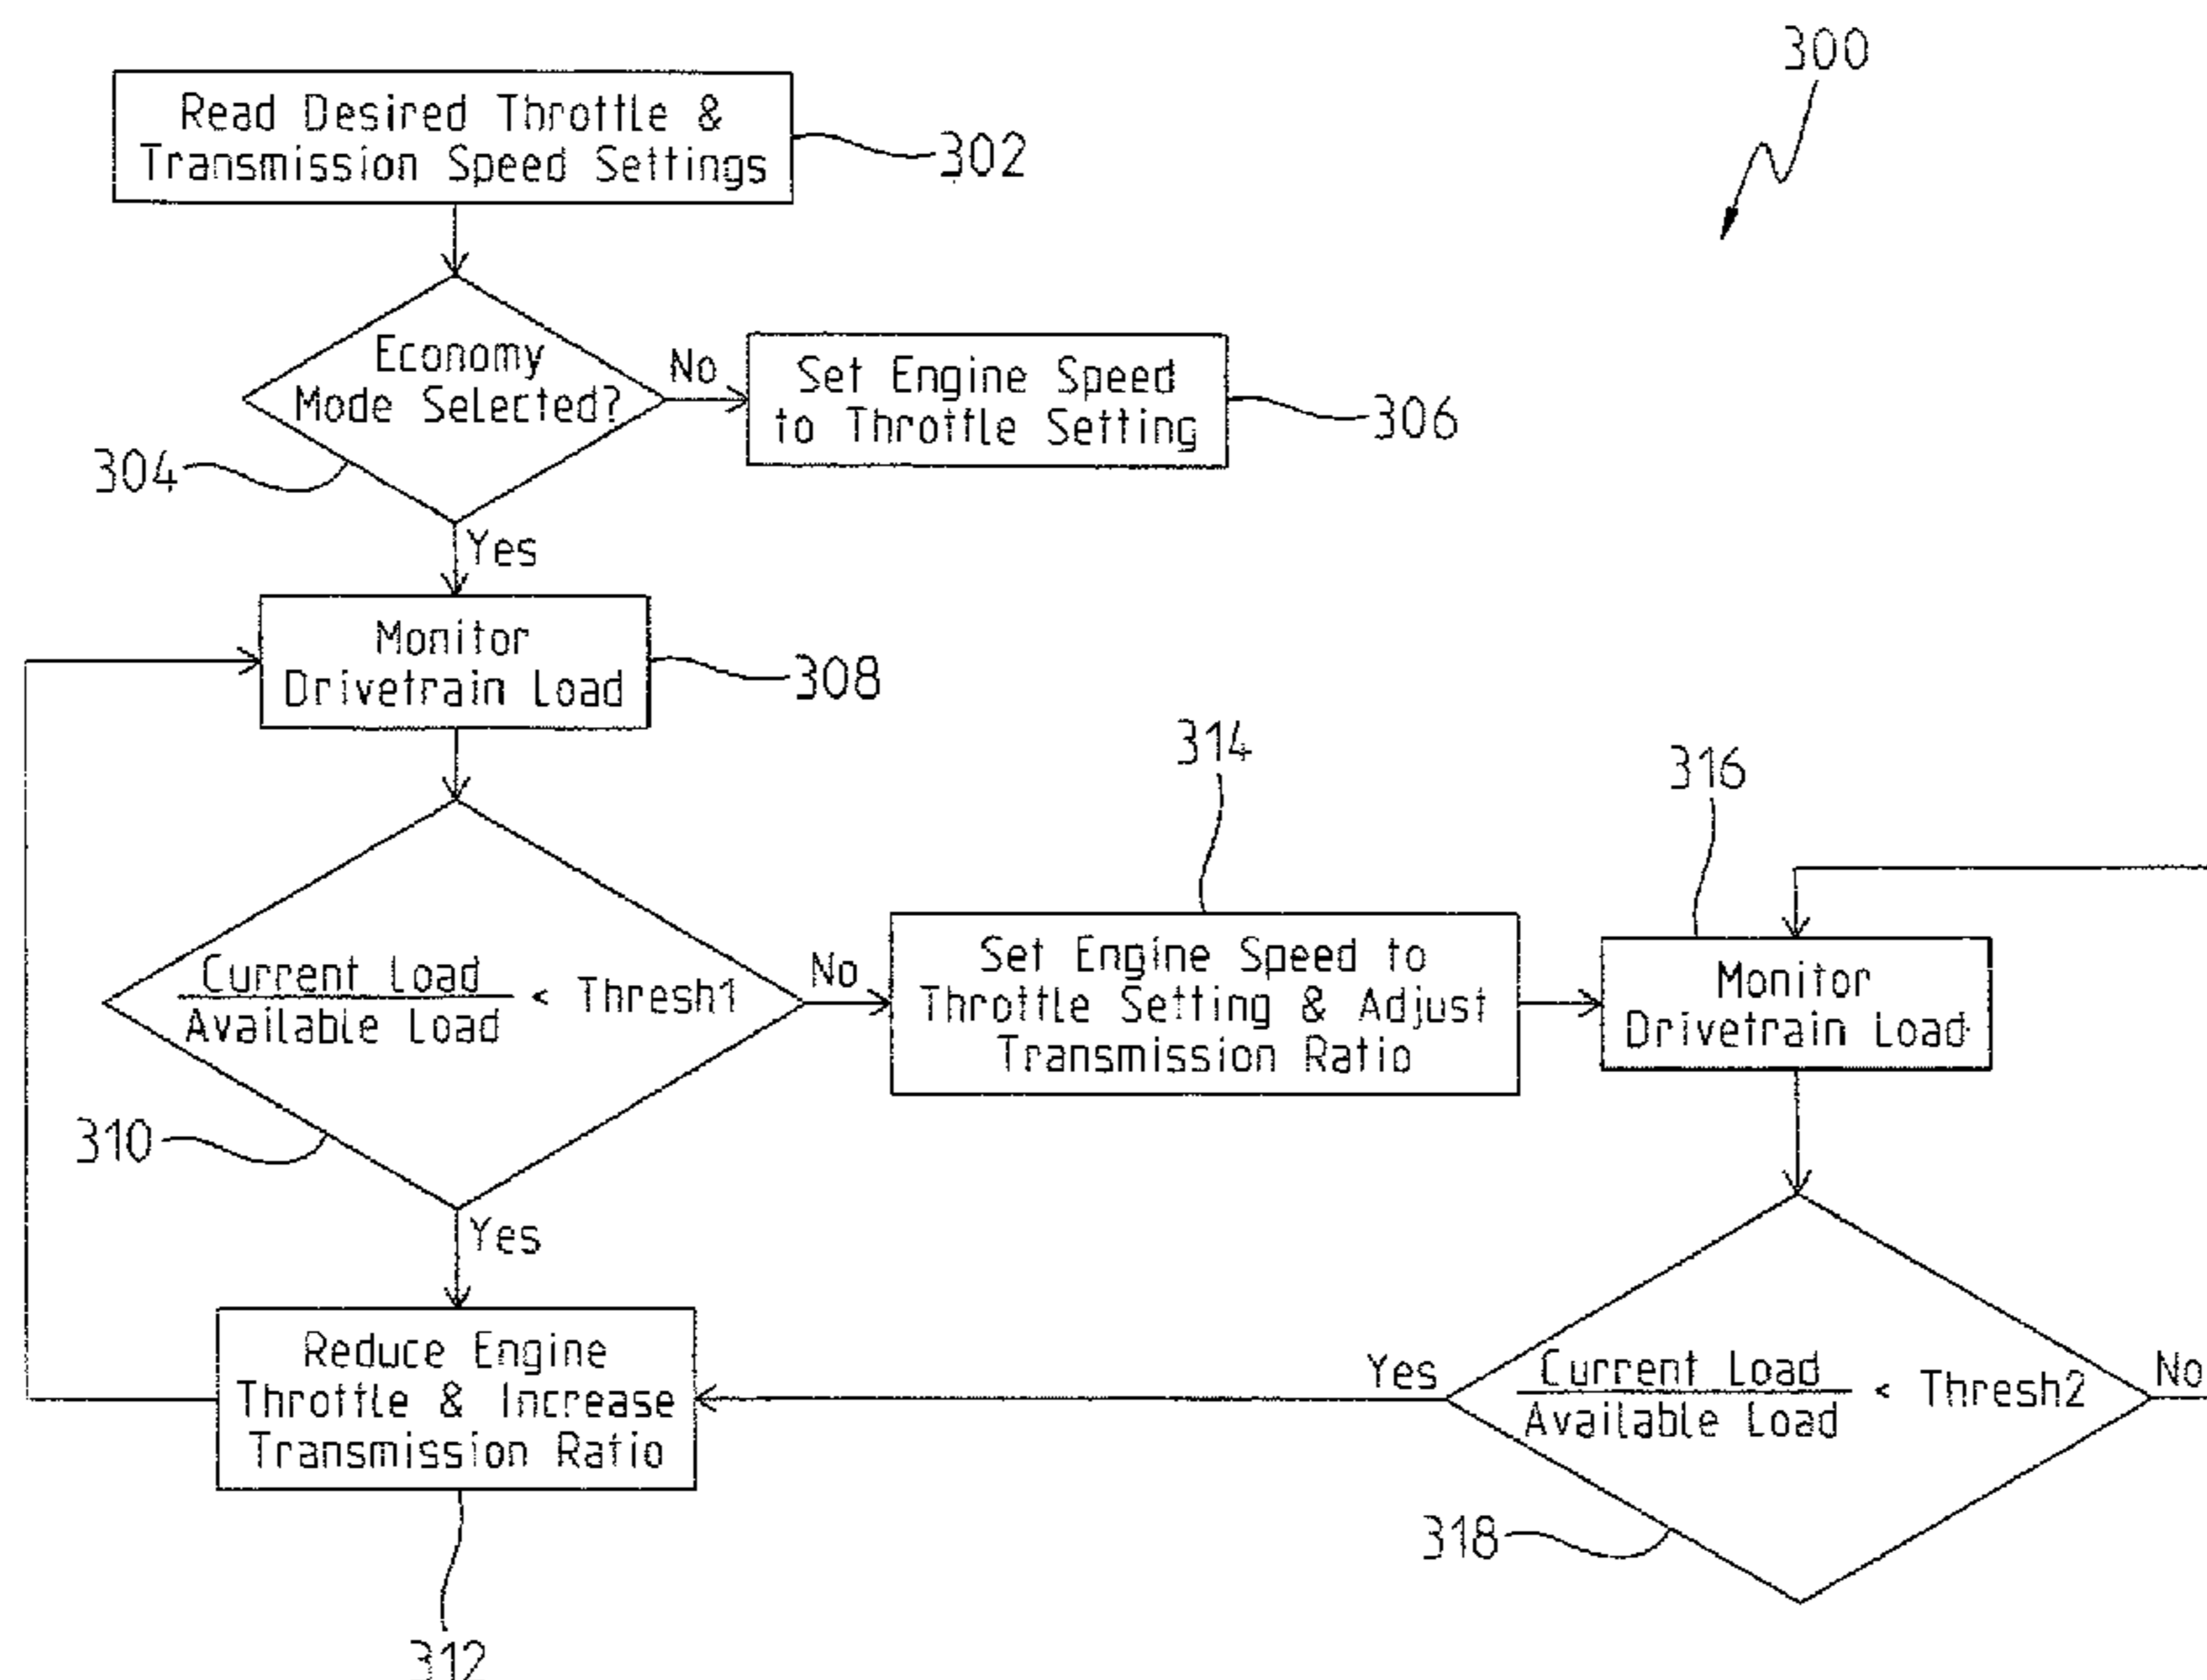 300
Read Desired Throttle &
Transmission Speed Settings
302
Economy
Mode Selected?
304
No
Set Engine Speed
to Throttle Setting
306
Yes
Monitor
Drivetrain Load
308
Current Load
Available Load
< Thresh1
310
No
314
Set Engine Speed to
Throttle Setting & Adjust
Transmission Ratio
316
Monitor
Drivetrain Load
Yes
Reduce Engine
Throttle & Increase
Transmission Ratio
312
Yes
Current Load
Available Load
< Thresh2
No
318